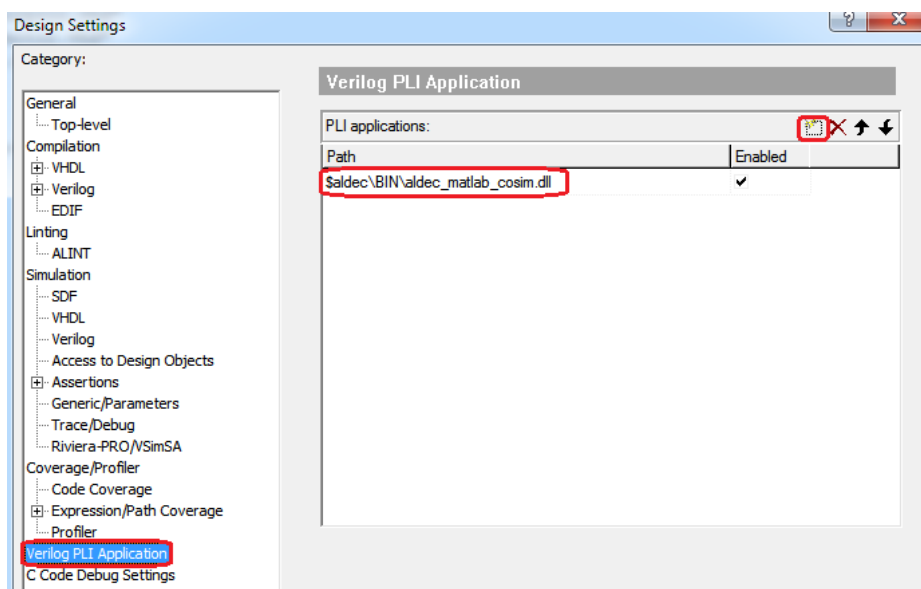 Design Settings
Category:
General
Top-level
Compilation
VHDL
Verilog
EDIF
Linting
ALINT
Simulation
SDF
VHDL
Verilog
Access to Design Objects
Assertions
Generic/Parameters
Trace/Debug
Riviera-PRO/VSimSA
Coverage/Profiler
Code Coverage
Expression/Path Coverage
Profiler
Verilog PLI Application
C Code Debug Settings
Verilog PLI Application
PLI applications:
Path Enabled
$aldec\BIN\aldec_matlab_cosim.dll